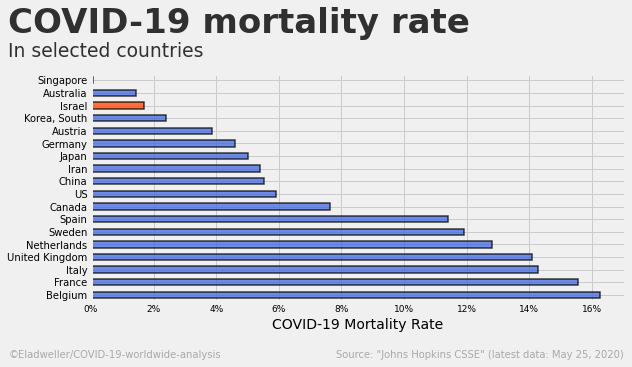 COVID-19 mortality rate
In selected countries
Singapore
Australia
Israel
Korea, South
Austria
Germany
Japan
Iran
China
US
Canada
Spain
Sweden
Netherlands
United Kingdom
Italy
France
Belgium
0% 2% 4% 6% 8% 10% 12% 14% 16%
COVID-19 Mortality Rate
©Eladweller/COVID-19-worldwide-analysis Source: "Johns Hopkins CSSE" (latest data: May 25, 2020)